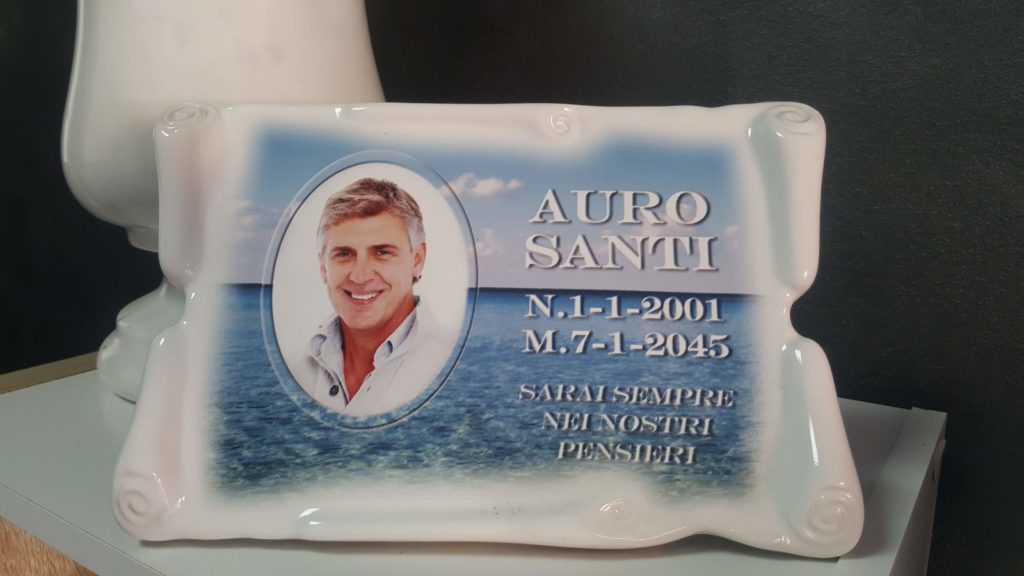 AURO
SANTI
N.1-1-2001
M.7-1-2045
SARAI SEMPRE
NEI NOSTRI
PENSIERI